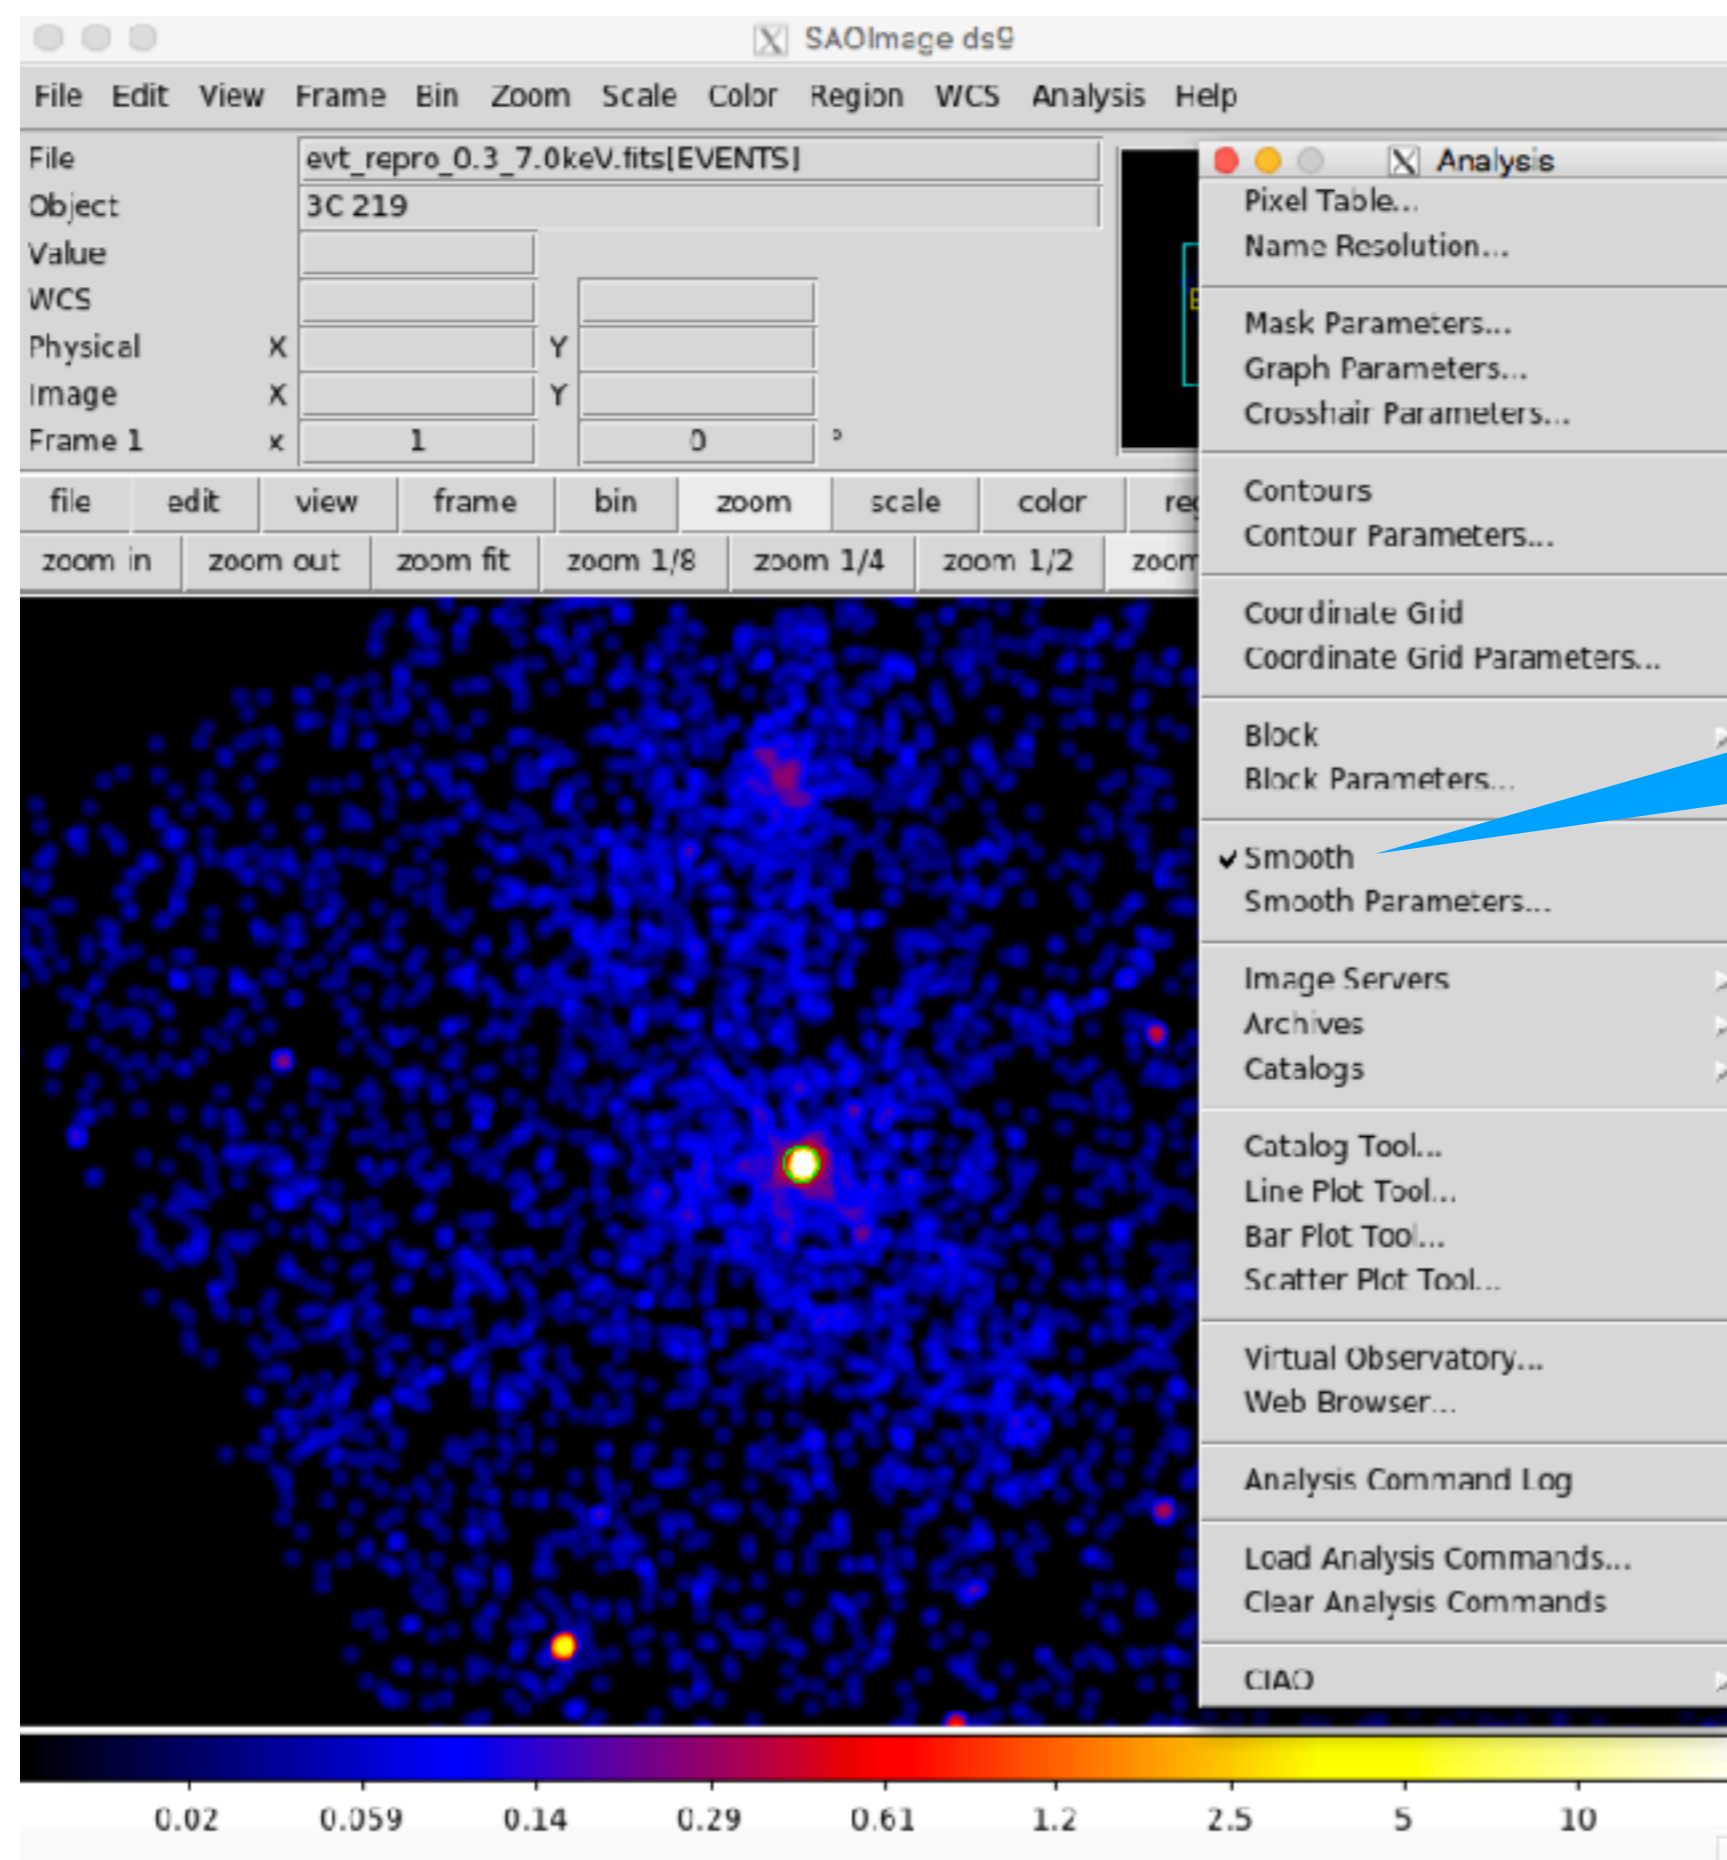 SAOImage ds9
File Edit View Frame Bin Zoom Scale Color Region WCS Analysis Help
File evt_repro_0.3_7.0keV.fits[EVENTS]
Object 3C 219
Value
WCS
Physical X Y
Image X Y
Frame 1 x 1 0 °
file edit view frame bin zoom scale color
zoom in zoom out zoom fit zoom 1/8 zoom 1/4 zoom 1/2 zoom
Analysis
Pixel Table...
Name Resolution...
Mask Parameters...
Graph Parameters...
Crosshair Parameters...
Contours
Contour Parameters...
Coordinate Grid
Coordinate Grid Parameters...
Block
Block Parameters...
Smooth
Smooth Parameters...
Image Servers
Archives
Catalogs
Catalog Tool...
Line Plot Tool...
Bar Plot Tool...
Scatter Plot Tool...
Virtual Observatory...
Web Browser...
Analysis Command Log
Load Analysis Commands...
Clear Analysis Commands
CIAO
0.02 0.059 0.14 0.29 0.61 1.2 2.5 5 10